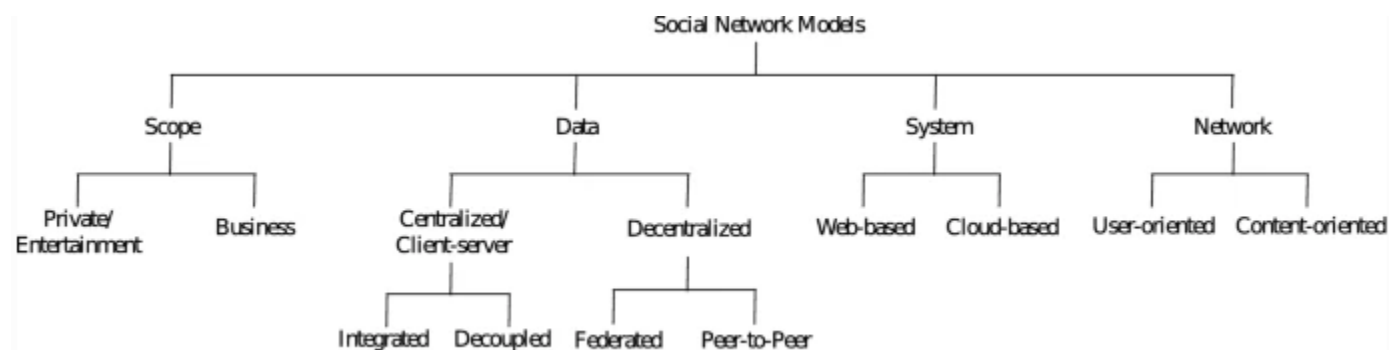 Social Network Models
Scope
Data
System
Network
Private/
Entertainment
Business
Centralized/
Client-server
Decentralized
Web-based
Cloud-based
User-oriented
Content-oriented
Integrated
Decoupled
Federated
Peer-to-Peer